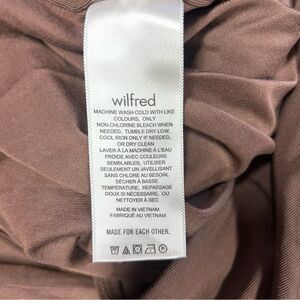 wilfred
MACHINE WASH COLD WITH LIKE
COLOURS, ONLY
NON-CHLORINE BLEACH WHEN
NEEDED, TUMBLE DRY LOW,
COOL IRON ONLY IF NEEDED,
OR DRY CLEAN
LAVER À LA MACHINE À L'EAU
FROIDE AVEC COULEURS
SEMBLABLES, UTILISER
SEULEMENT UN JAVELLISANT
SANS CHLORE AU BESOIN,
SÉCHER À BASSE
TEMPÉRATURE, REPASSAGE
DOUX SI NÉCESSAIRE, OU
NETTOYER À SEC
MADE IN VIETNAM
FABRIQUÉ AU VIETNAM
MADE FOR EACH OTHER.